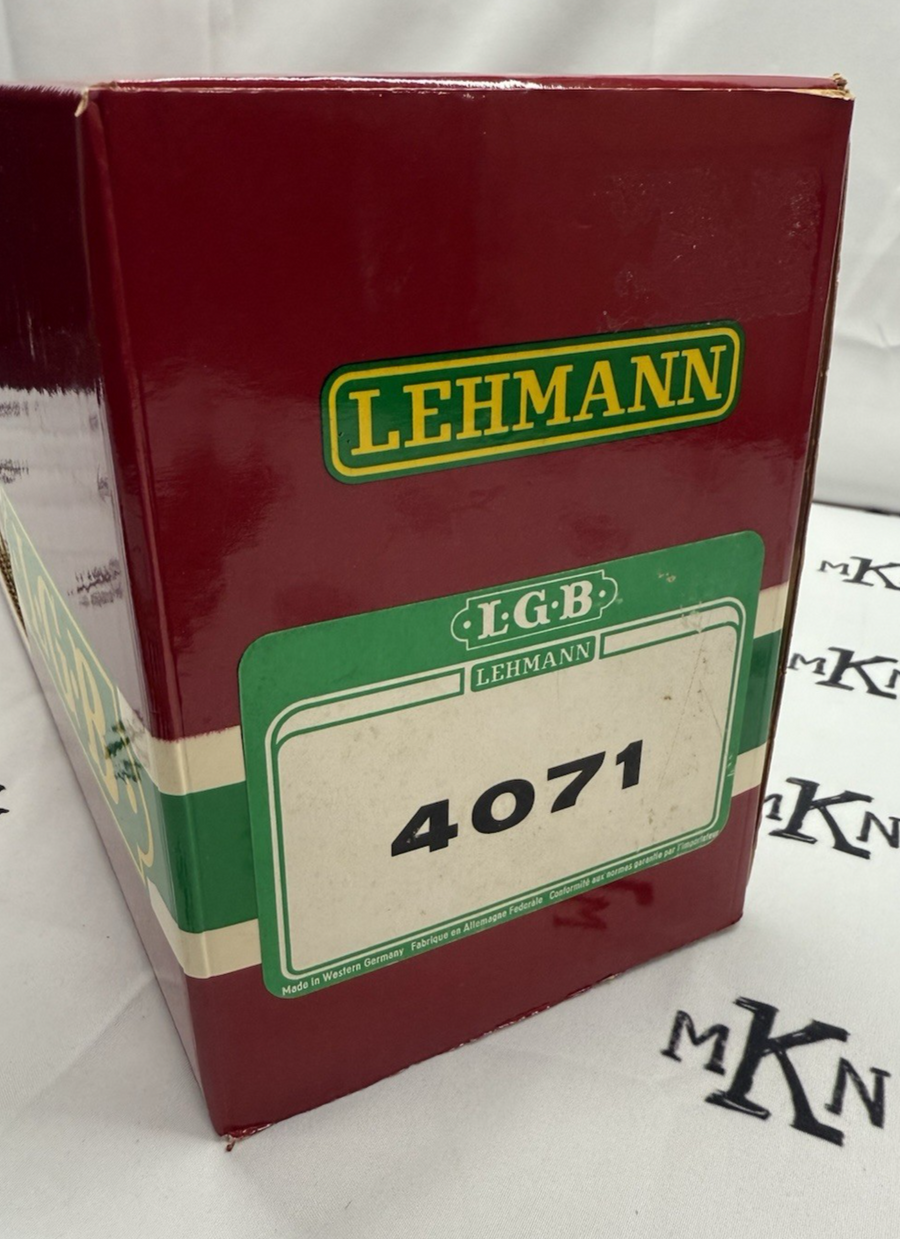 LEHMANN
L·G·B
LEHMANN
4071
Made in Western Germany Fabrique en Allemagne Federale Conformité aux normes garantie par l'importateur
LGB
MK
MKN
MKN
MKN